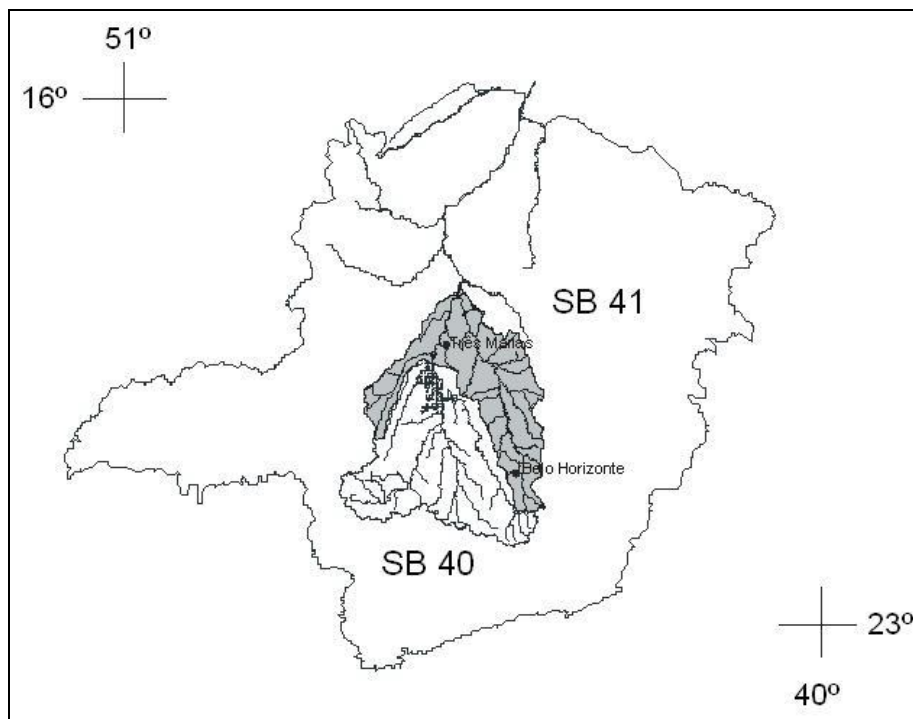 51º
16º
SB 41
Três Marias
Belo Horizonte
SB 40
23º
40º